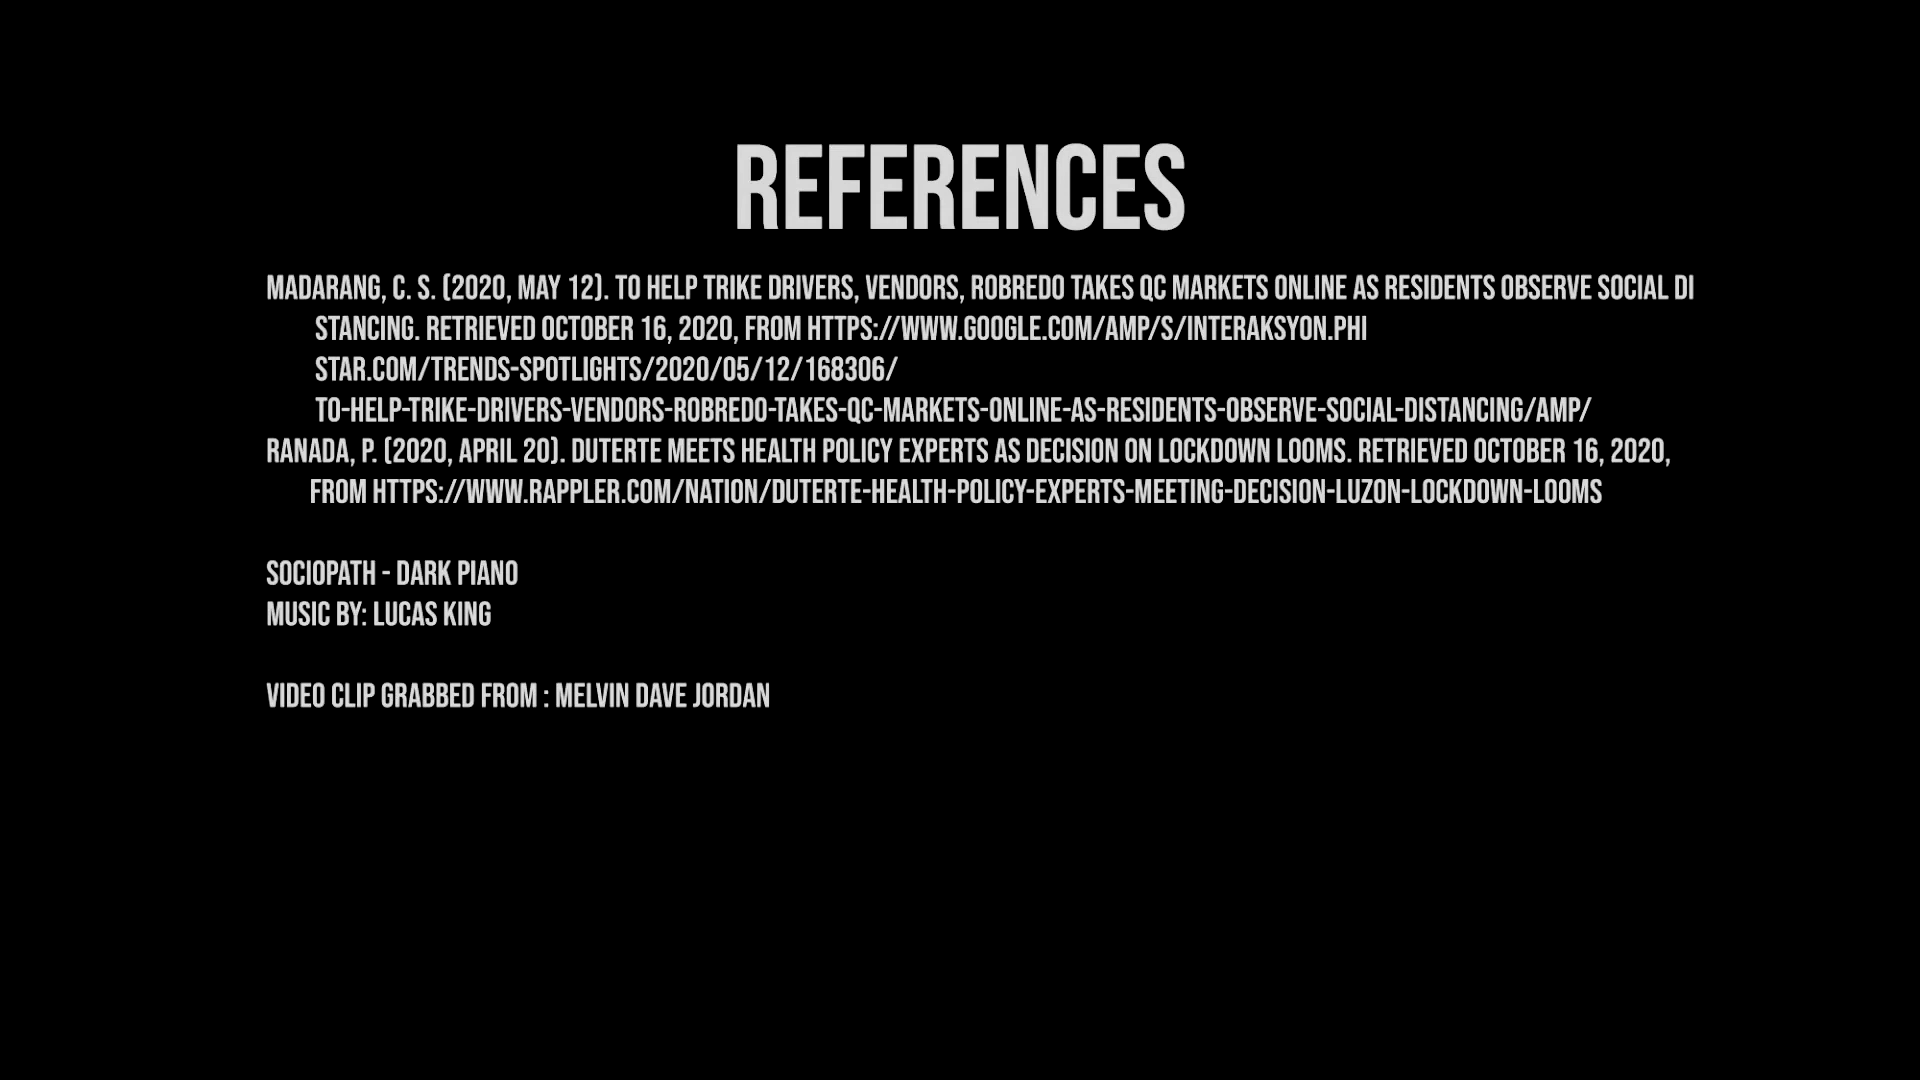 REFERENCES
MADARANG, C. S. (2020, MAY 12). TO HELP TRIKE DRIVERS, VENDORS, ROBREDO TAKES QC MARKETS ONLINE AS RESIDENTS OBSERVE SOCIAL DI
STANCING. RETRIEVED OCTOBER 16, 2020, FROM HTTPS://WWW.GOOGLE.COM/AMP/S/INTERAKSYON.PHI
STAR.COM/TRENDS-SPOTLIGHTS/2020/05/12/168306/
TO-HELP-TRIKE-DRIVERS-VENDORS-ROBREDO-TAKES-QC-MARKETS-ONLINE-AS-RESIDENTS-OBSERVE-SOCIAL-DISTANCING/AMP/
RANADA, P. (2020, APRIL 20). DUTERTE MEETS HEALTH POLICY EXPERTS AS DECISION ON LOCKDOWN LOOMS. RETRIEVED OCTOBER 16, 2020,
FROM HTTPS://WWW.RAPPLER.COM/NATION/DUTERTE-HEALTH-POLICY-EXPERTS-MEETING-DECISION-LUZON-LOCKDOWN-LOOMS
SOCIOPATH - DARK PIANO
MUSIC BY: LUCAS KING
VIDEO CLIP GRABBED FROM : MELVIN DAVE JORDAN